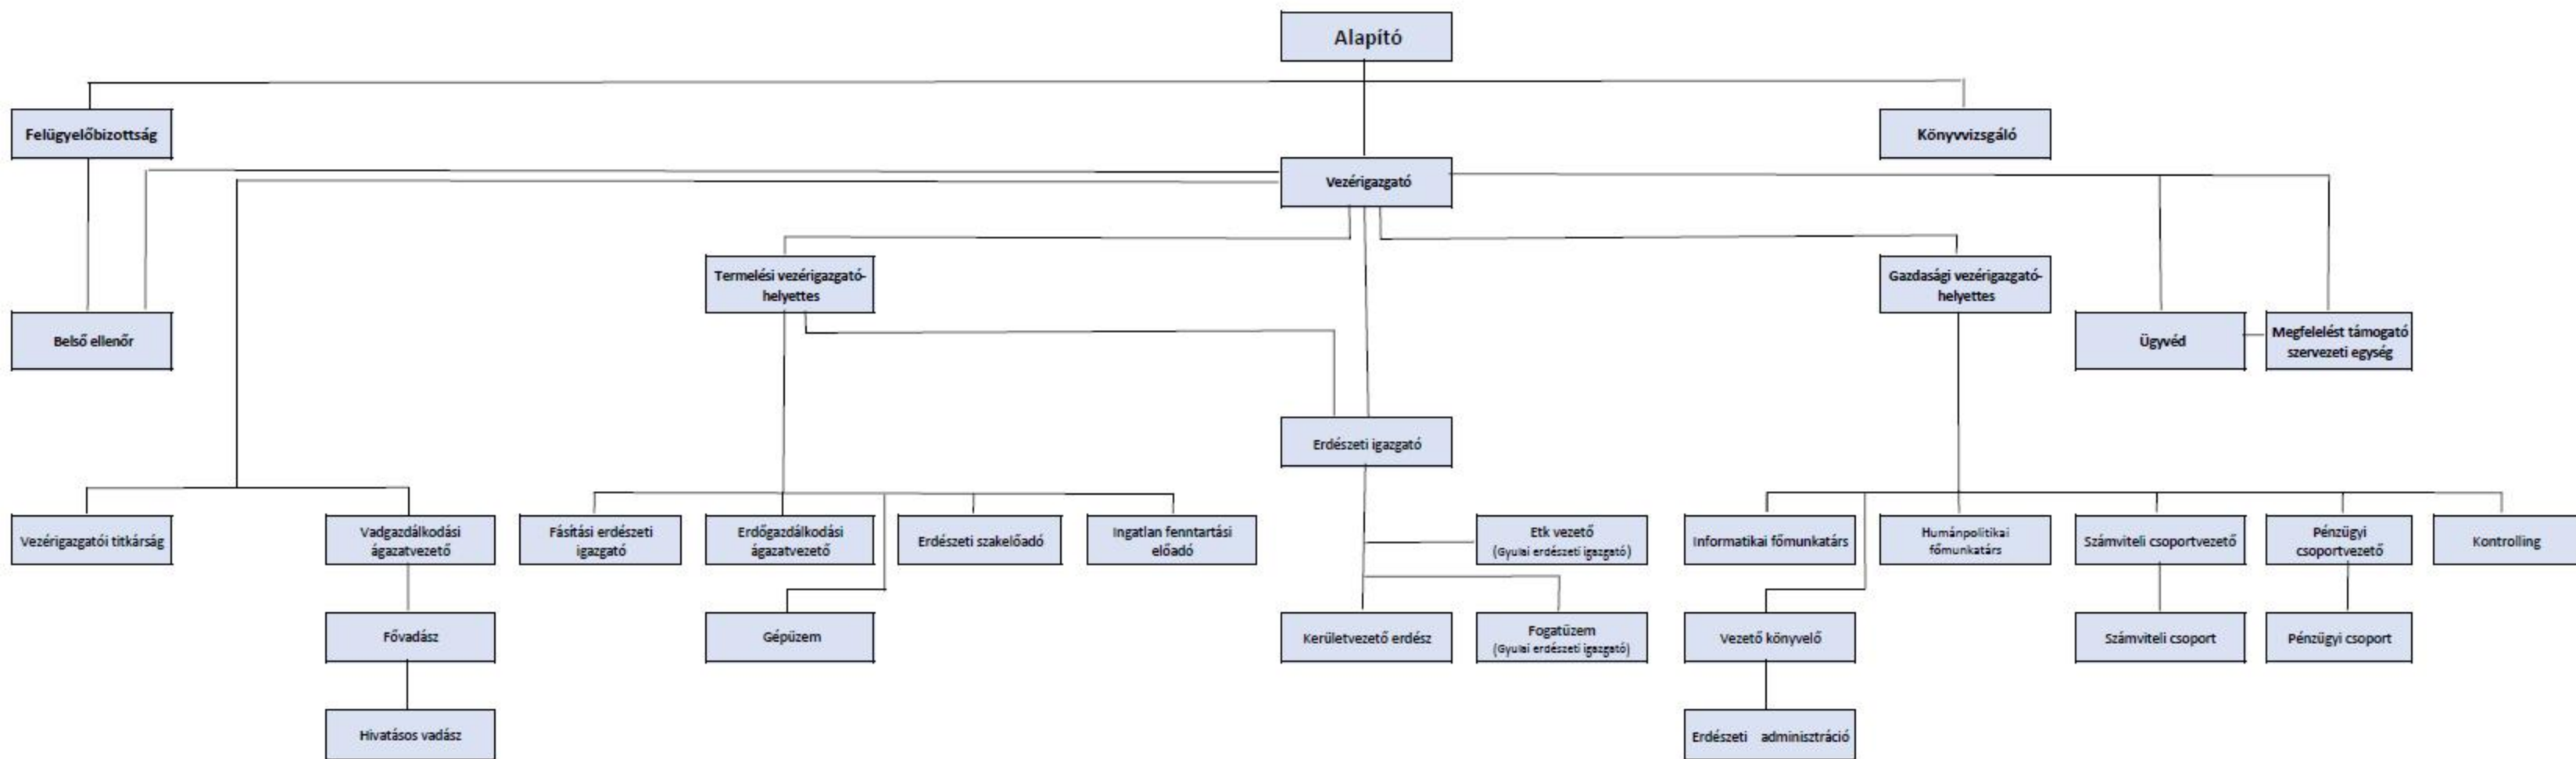 Alapító
Felügyelőbizottság
Könyvvizsgáló
Vezérigazgató
Termelési vezérigazgató-
helyettes
Gazdasági vezérigazgató-
helyettes
Belső ellenőr
Ügyvéd
Megfelelést támogató
szervezeti egység
Erdészeti igazgató
Vezérigazgatói titkárság
Vadgazdálkodási
ágazatvezető
Fásítási erdészeti
igazgató
Erdőgazdálkodási
ágazatvezető
Erdészeti szakelőadó
Ingatlan fenntartási
előadó
Etk vezető
(Gyulai erdészeti igazgató)
Informatikai főmunkatárs
Humánpolitikai
főmunkatárs
Számviteli csoportvezető
Pénzügyi
csoportvezető
Kontrolling
Fővadász
Gépüzem
Kerületvezető erdész
Fogatüzem
(Gyulai erdészeti igazgató)
Vezető könyvelő
Számviteli csoport
Pénzügyi csoport
Hivatásos vadász
Erdészeti adminisztráció